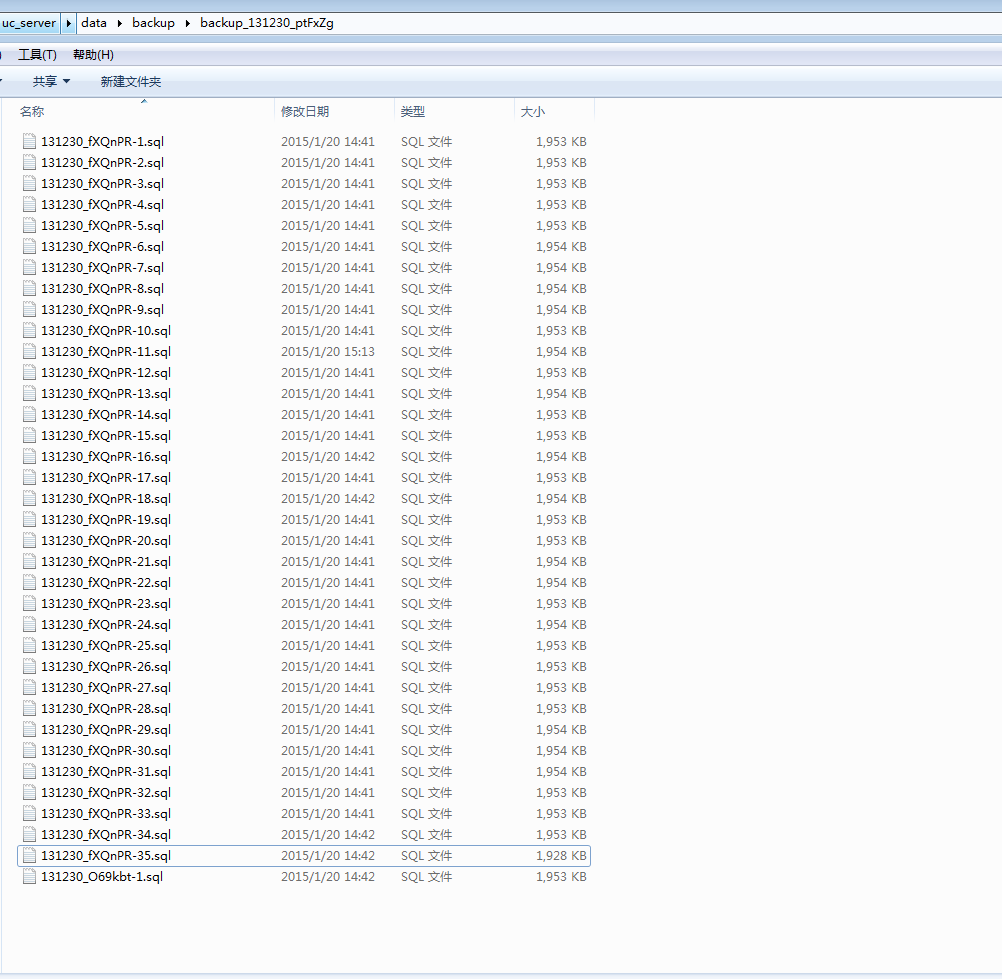 uc_server data backup backup_131230_ptFxZg
工具(T) 帮助(H)
共享 新建文件夹
名称 修改日期 类型 大小
131230_fXQnPR-1.sql 2015/1/20 14:41 SQL 文件 1,953 KB
131230_fXQnPR-2.sql 2015/1/20 14:41 SQL 文件 1,953 KB
131230_fXQnPR-3.sql 2015/1/20 14:41 SQL 文件 1,953 KB
131230_fXQnPR-4.sql 2015/1/20 14:41 SQL 文件 1,953 KB
131230_fXQnPR-5.sql 2015/1/20 14:41 SQL 文件 1,953 KB
131230_fXQnPR-6.sql 2015/1/20 14:41 SQL 文件 1,954 KB
131230_fXQnPR-7.sql 2015/1/20 14:41 SQL 文件 1,954 KB
131230_fXQnPR-8.sql 2015/1/20 14:41 SQL 文件 1,954 KB
131230_fXQnPR-9.sql 2015/1/20 14:41 SQL 文件 1,954 KB
131230_fXQnPR-10.sql 2015/1/20 14:41 SQL 文件 1,953 KB
131230_fXQnPR-11.sql 2015/1/20 15:13 SQL 文件 1,954 KB
131230_fXQnPR-12.sql 2015/1/20 14:41 SQL 文件 1,953 KB
131230_fXQnPR-13.sql 2015/1/20 14:41 SQL 文件 1,954 KB
131230_fXQnPR-14.sql 2015/1/20 14:41 SQL 文件 1,953 KB
131230_fXQnPR-15.sql 2015/1/20 14:41 SQL 文件 1,953 KB
131230_fXQnPR-16.sql 2015/1/20 14:42 SQL 文件 1,954 KB
131230_fXQnPR-17.sql 2015/1/20 14:41 SQL 文件 1,953 KB
131230_fXQnPR-18.sql 2015/1/20 14:42 SQL 文件 1,954 KB
131230_fXQnPR-19.sql 2015/1/20 14:41 SQL 文件 1,953 KB
131230_fXQnPR-20.sql 2015/1/20 14:41 SQL 文件 1,953 KB
131230_fXQnPR-21.sql 2015/1/20 14:41 SQL 文件 1,954 KB
131230_fXQnPR-22.sql 2015/1/20 14:41 SQL 文件 1,954 KB
131230_fXQnPR-23.sql 2015/1/20 14:41 SQL 文件 1,953 KB
131230_fXQnPR-24.sql 2015/1/20 14:41 SQL 文件 1,954 KB
131230_fXQnPR-25.sql 2015/1/20 14:41 SQL 文件 1,953 KB
131230_fXQnPR-26.sql 2015/1/20 14:41 SQL 文件 1,953 KB
131230_fXQnPR-27.sql 2015/1/20 14:41 SQL 文件 1,953 KB
131230_fXQnPR-28.sql 2015/1/20 14:41 SQL 文件 1,953 KB
131230_fXQnPR-29.sql 2015/1/20 14:41 SQL 文件 1,954 KB
131230_fXQnPR-30.sql 2015/1/20 14:41 SQL 文件 1,954 KB
131230_fXQnPR-31.sql 2015/1/20 14:41 SQL 文件 1,954 KB
131230_fXQnPR-32.sql 2015/1/20 14:41 SQL 文件 1,953 KB
131230_fXQnPR-33.sql 2015/1/20 14:41 SQL 文件 1,953 KB
131230_fXQnPR-34.sql 2015/1/20 14:42 SQL 文件 1,953 KB
131230_fXQnPR-35.sql 2015/1/20 14:42 SQL 文件 1,928 KB
131230_O69kbt-1.sql 2015/1/20 14:42 SQL 文件 1,953 KB